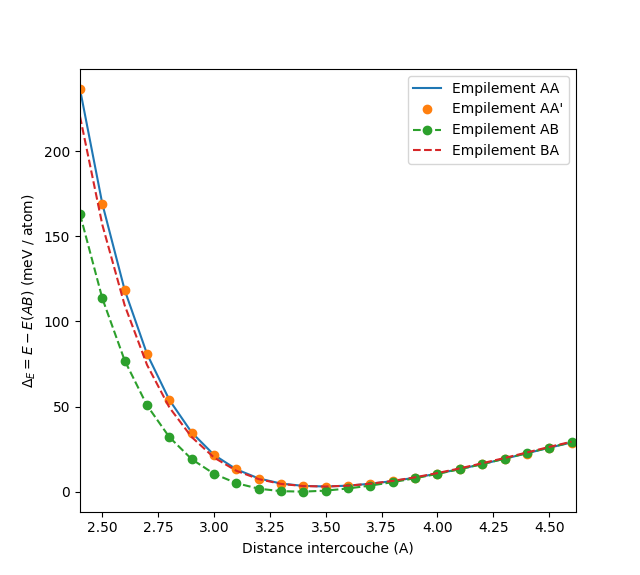 Empilement AA
Empilement AA'
Empilement AB
Empilement BA
200
150
100
50
0
Δ_E = E − E(AB) (meV / atom)
2.50 2.75 3.00 3.25 3.50 3.75 4.00 4.25 4.50
Distance intercouche (A)